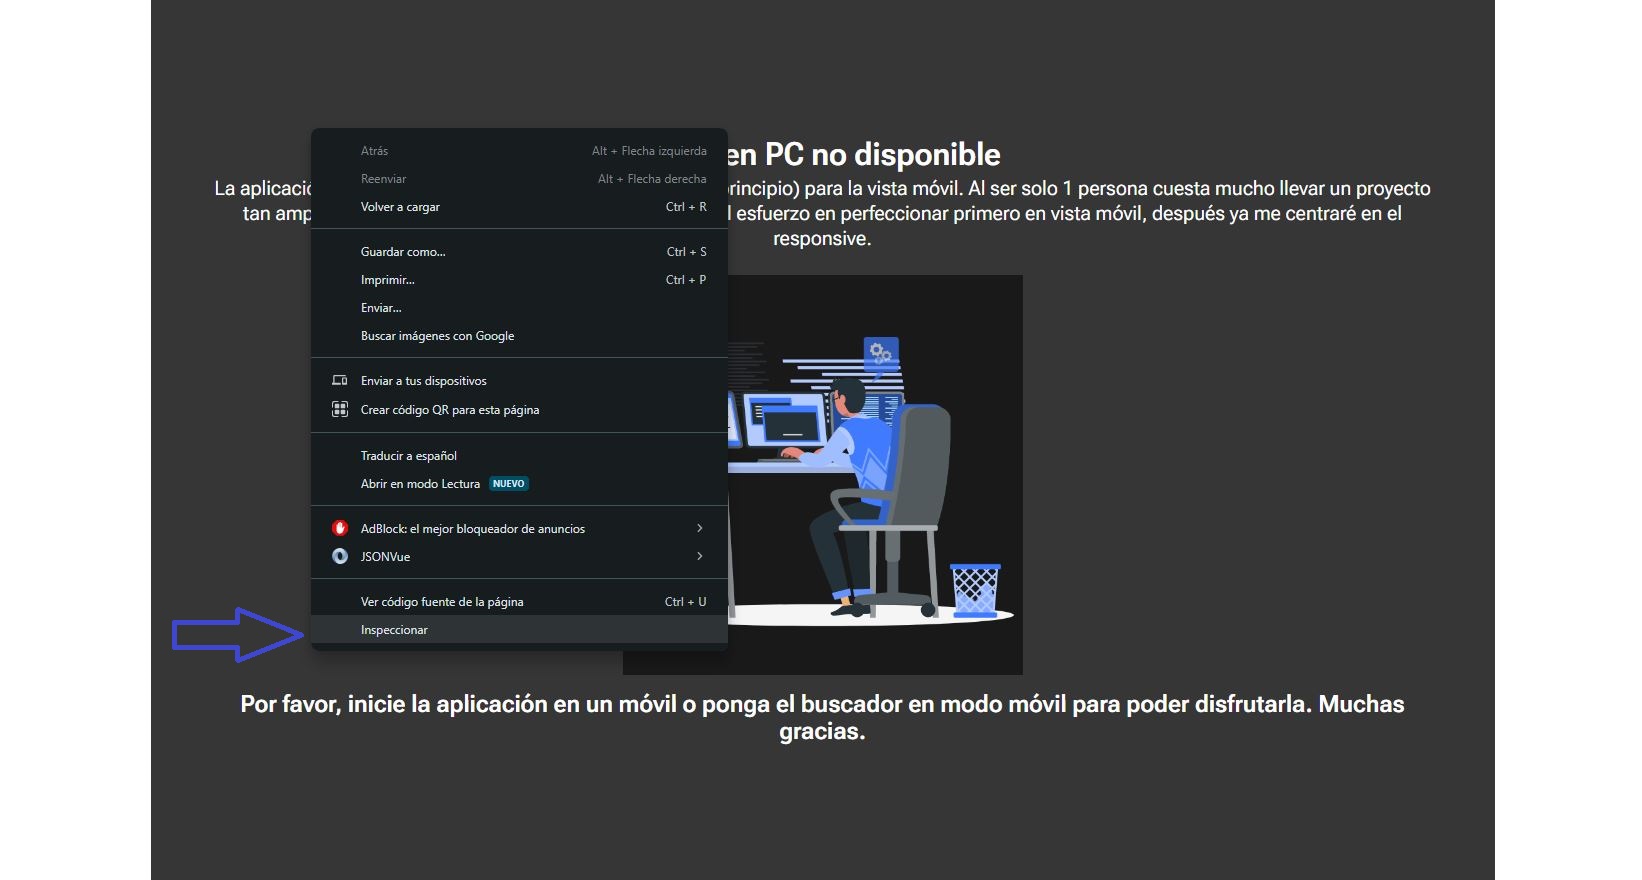 en PC no disponible
La aplicació
principio) para la vista móvil. Al ser solo 1 persona cuesta mucho llevar un proyecto
tan amp
l esfuerzo en perfeccionar primero en vista móvil, después ya me centraré en el
responsive.
Atrás Alt + Flecha izquierda
Reenviar Alt + Flecha derecha
Volver a cargar Ctrl + R
Guardar como... Ctrl + S
Imprimir... Ctrl + P
Enviar...
Buscar imágenes con Google
Enviar a tus dispositivos
Crear código QR para esta página
Traducir a español
Abrir en modo Lectura NUEVO
AdBlock: el mejor bloqueador de anuncios
JSONVue
Ver código fuente de la página Ctrl + U
Inspeccionar
Por favor, inicie la aplicación en un móvil o ponga el buscador en modo móvil para poder disfrutarla. Muchas
gracias.